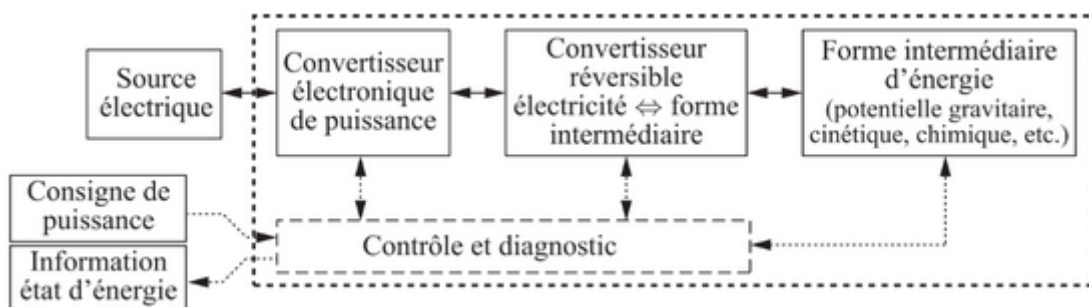 Source
électrique
Convertisseur
électronique
de puissance
Convertisseur
réversible
électricité ⇔ forme
intermédiaire
Forme intermédiaire
d'énergie
(potentielle gravitaire,
cinétique, chimique, etc.)
Consigne de
puissance
Contrôle et diagnostic
Information
état d'énergie